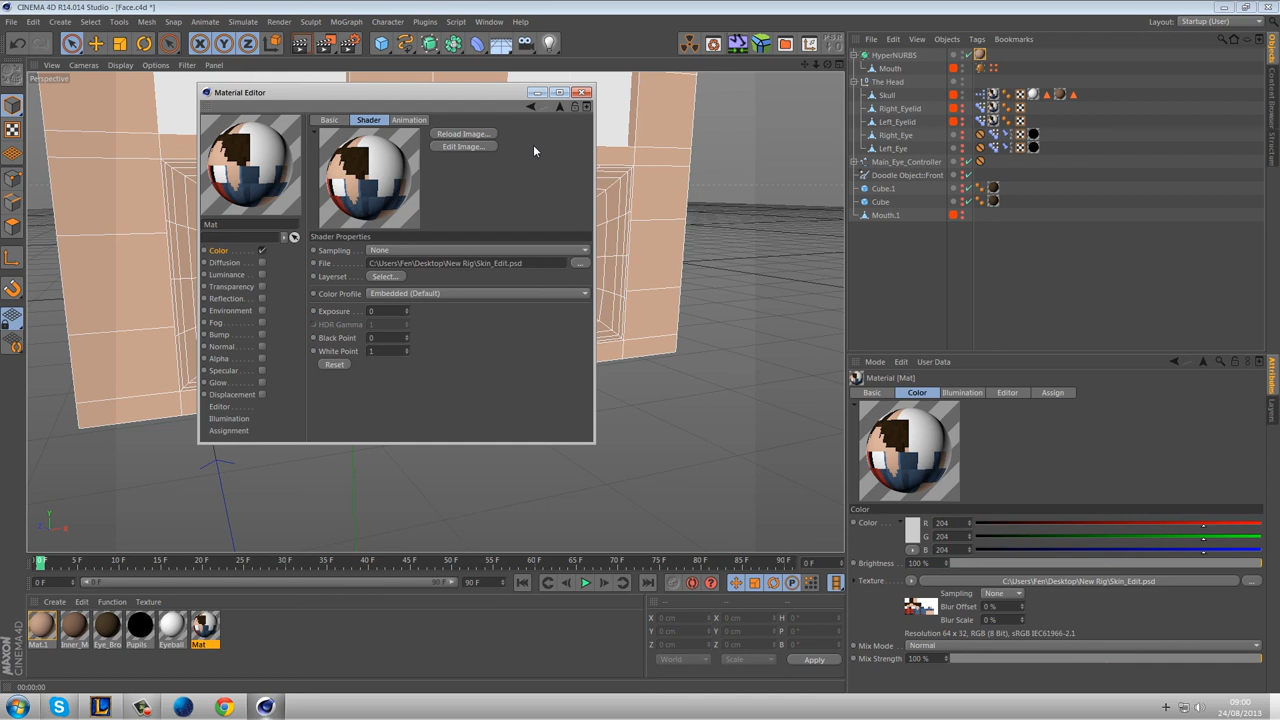 CINEMA 4D R14.014 Studio - [Face.c4d *]
File Edit Create Select Tools Mesh Snap Animate Simulate Render Sculpt MoGraph Character Plugins Script Window Help
Layout: Startup (User)
View Cameras Display Options Filter Panel
Perspective
Material Editor
Basic Shader Animation
Reload Image...
Edit Image...
Mat
Shader Properties
Sampling None
File C:\Users\Fen\Desktop\New Rig\Skin_Edit.psd ...
Layerset Select...
Color Profile Embedded (Default)
Exposure 0
HDR Gamma 1
Black Point 0
White Point 1
Reset
Color
Diffusion
Luminance
Transparency
Reflection
Environment
Fog
Bump
Normal
Alpha
Specular
Glow
Displacement
Editor
Illumination
Assignment
File Edit View Objects Tags Bookmarks
HyperNURBS
Mouth
The Head
Skull
Right_Eyelid
Left_Eyelid
Right_Eye
Left_Eye
Main_Eye_Controller
Doodle Object::Front
Cube.1
Cube
Mouth.1
Objects
Content Browser
Structure
Mode Edit User Data
Material [Mat]
Basic Color Illumination Editor Assign
Attributes
Layer
Color
Color R 204
G 204
B 204
Brightness 100 %
Texture C:\Users\Fen\Desktop\New Rig\Skin_Edit.psd ...
Sampling None
Blur Offset 0 %
Blur Scale 0 %
Resolution 64 x 32, RGB (8 Bit), sRGB IEC61966-2.1
Mix Mode Normal
Mix Strength 100 %
Y
X
0F 5 F 10 F 15 F 20 F 25 F 30 F 35 F 40 F 45 F 50 F 55 F 60 F 65 F 70 F 75 F 80 F 85 F 90 F 0 F
0 F 0 F 90 F 90 F
Create Edit Function Texture
Mat.1 Inner_M Eye_Bro Pupils Eyeball Mat
X 0 cm X 0 cm H 0 °
Y 0 cm Y 0 cm P 0 °
Z 0 cm Z 0 cm B 0 °
World Scale Apply
MAXON CINEMA 4D
00:00:00
09:00
24/08/2013